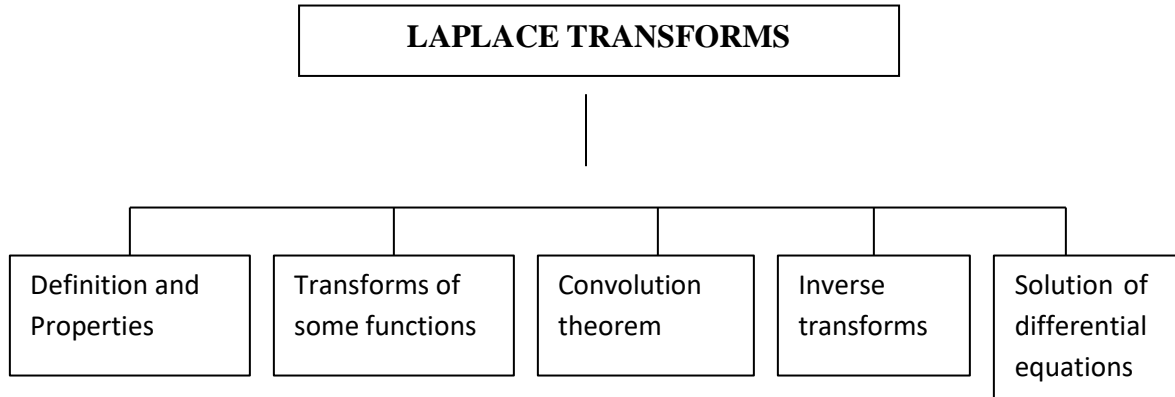 LAPLACE TRANSFORMS
Definition and
Properties
Transforms of
some functions
Convolution
theorem
Inverse
transforms
Solution of
differential
equations